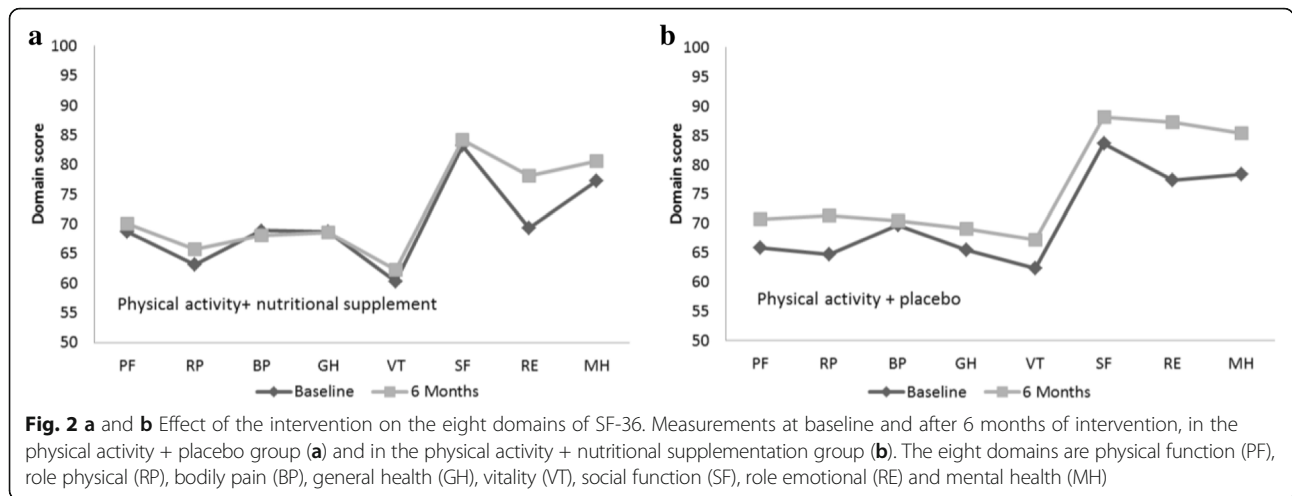 a
100
95
90
85
80
75
70
65
60
55
50
Domain score
Physical activity+ nutritional supplement
PF RP BP GH VT SF RE MH
Baseline 6 Months
b
100
95
90
85
80
75
70
65
60
55
50
Domain score
Physical activity + placebo
PF RP BP GH VT SF RE MH
Baseline 6 Months
Fig. 2 a and b Effect of the intervention on the eight domains of SF-36. Measurements at baseline and after 6 months of intervention, in the
physical activity + placebo group (a) and in the physical activity + nutritional supplementation group (b). The eight domains are physical function (PF),
role physical (RP), bodily pain (BP), general health (GH), vitality (VT), social function (SF), role emotional (RE) and mental health (MH)